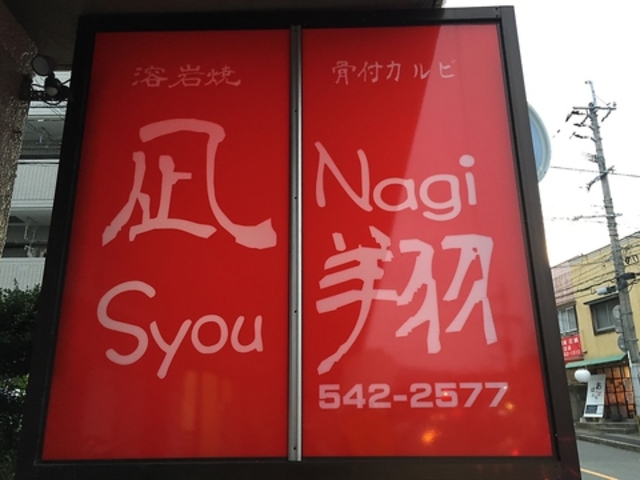 溶岩焼
凪
Syou
骨付カルビ
Nagi
翔
542-2577